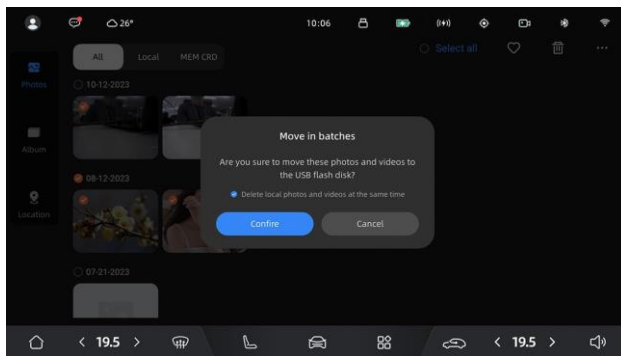 26°
10:06
All Local MEM CRD
Select all
Photos
10-12-2023
Move in batches
Are you sure to move these photos and videos to
the USB flash disk?
Album
08-12-2023
Delete local photos and videos at the same time
Location
Confire Cancel
07-21-2023
19.5
19.5